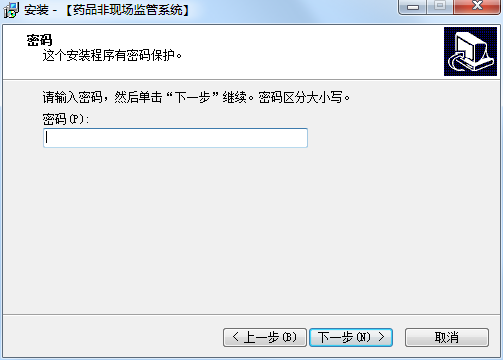 安装 - 【药品非现场监管系统】
密码
这个安装程序有密码保护。
请输入密码，然后单击“下一步”继续。密码区分大小写。
密码(P):
< 上一步(B)
下一步(N) >
取消